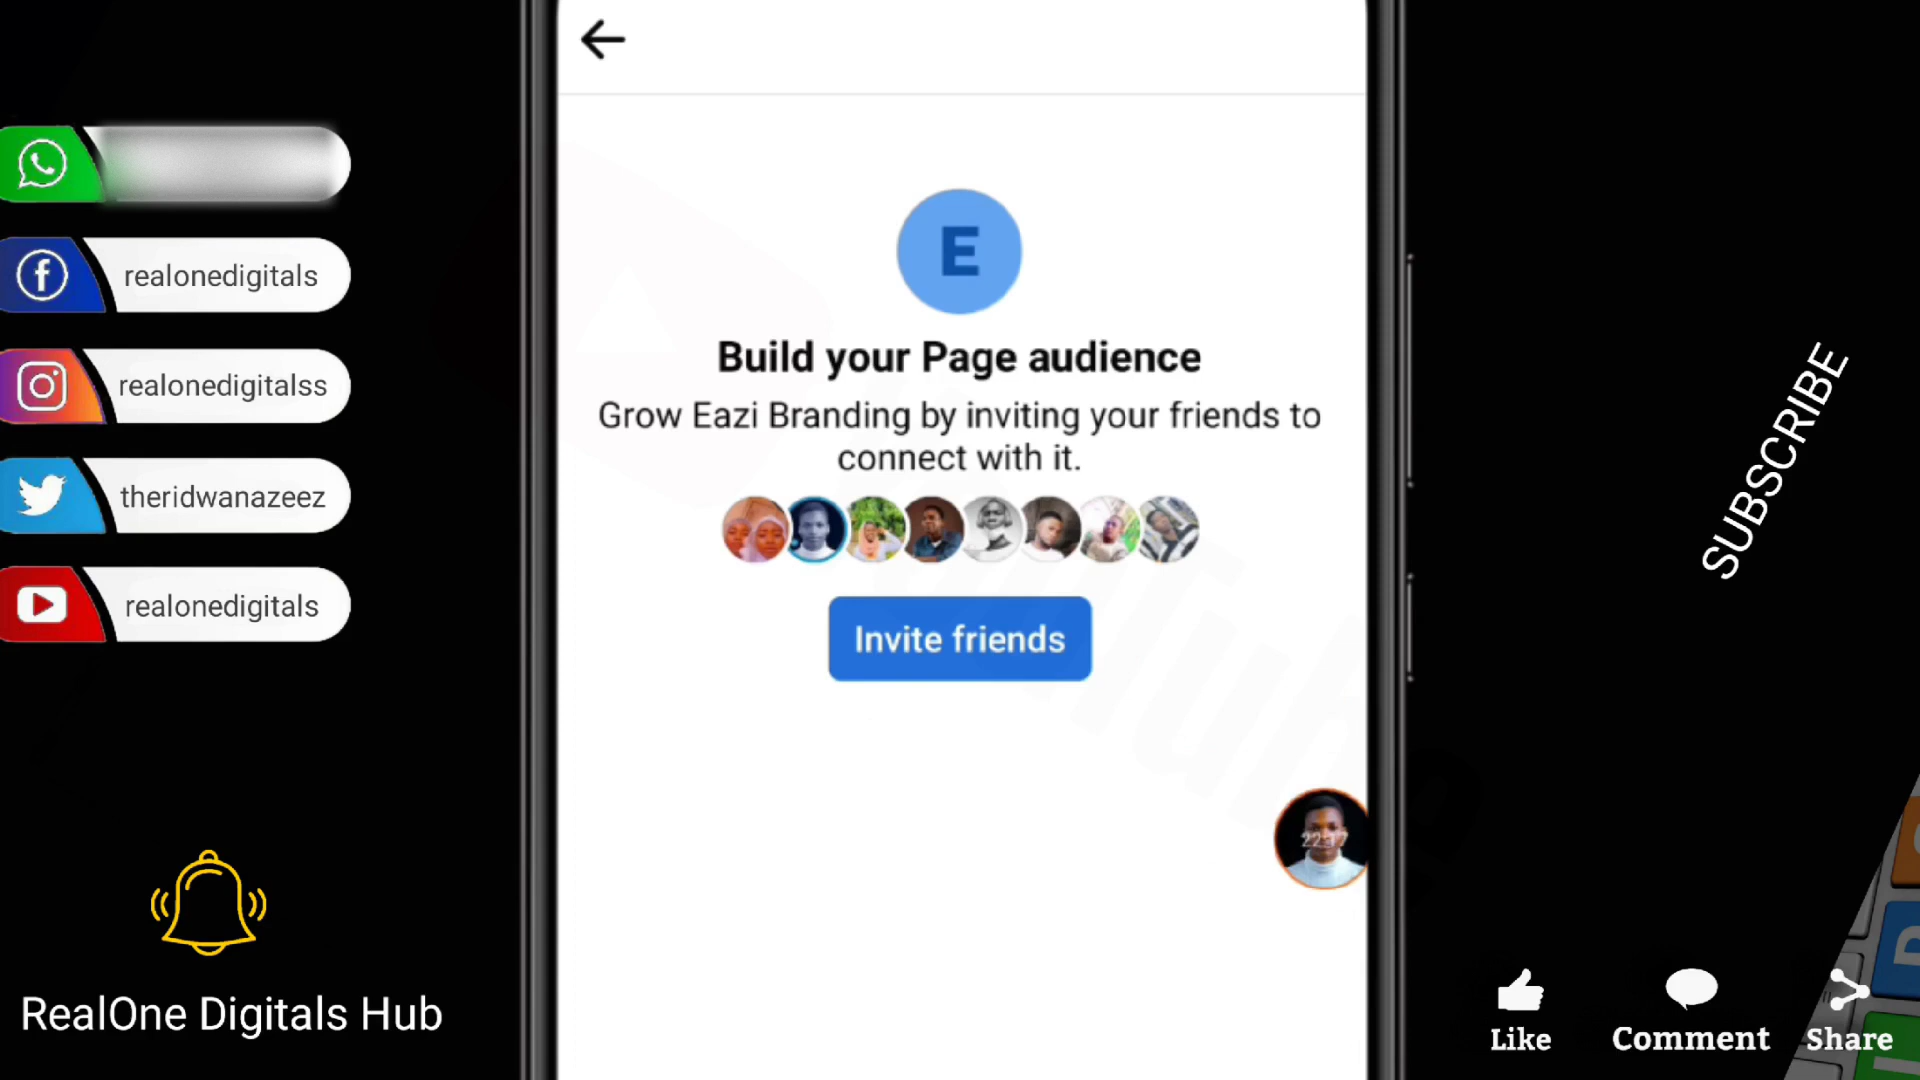 realonedigitals
realonedigitalss
theridwanazeez
realonedigitals
RealOne Digitals Hub
E
Build your Page audience
Grow Eazi Branding by inviting your friends to
connect with it.
Invite friends
SUBSCRIBE
Like
Comment
Share